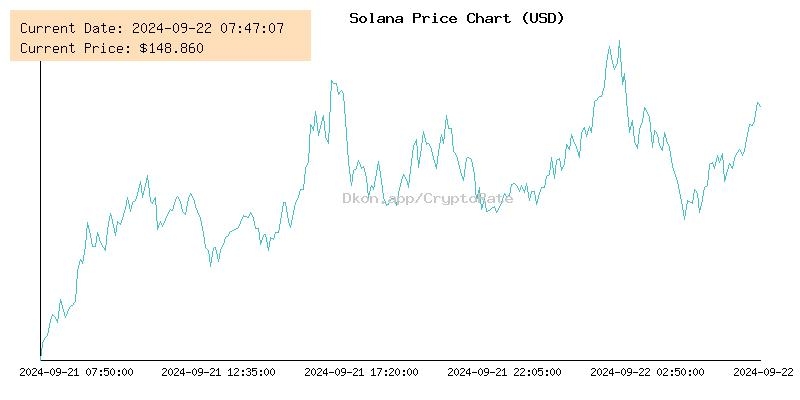 Solana Price Chart (USD)
Current Date: 2024-09-22 07:47:07
Current Price: $148.860
Dkon.app/CryptoRate
2024-09-21 07:50:00
2024-09-21 12:35:00
2024-09-21 17:20:00
2024-09-21 22:05:00
2024-09-22 02:50:00
2024-09-22